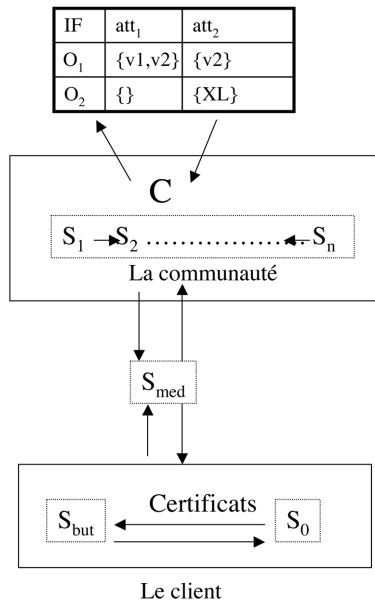 IF att1 att2
O1 {v1,v2} {v2}
O2 {} {XL}
C
S1 S2 ...................... Sn
La communauté
Smed
Certificats
Sbut S0
Le client